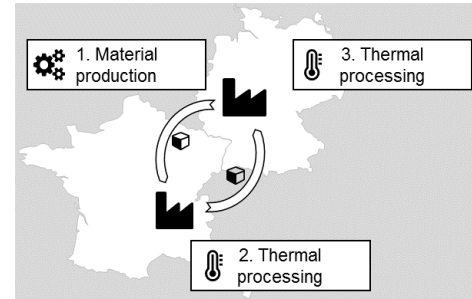 1. Material
production
3. Thermal
processing
2. Thermal
processing